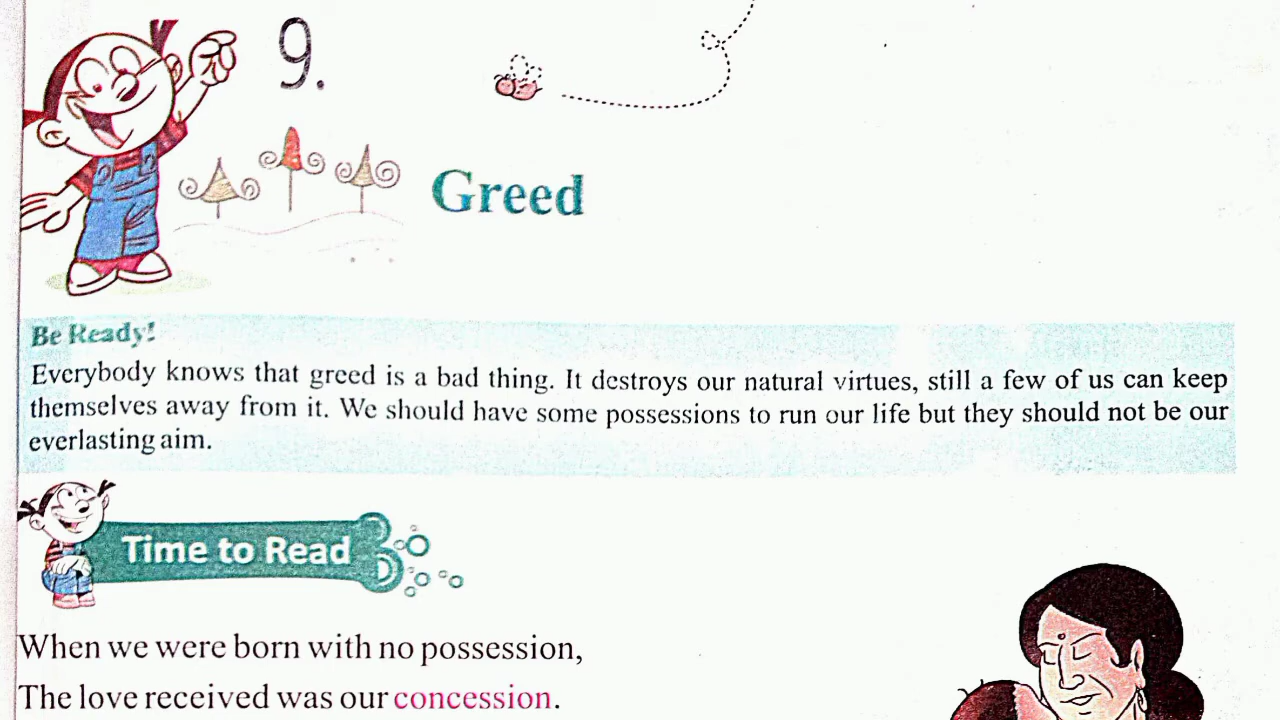 9.
Greed
Be Ready!
Everybody knows that greed is a bad thing. It destroys our natural virtues, still a few of us can keep
themselves away from it. We should have some possessions to run our life but they should not be our
everlasting aim.
Time to Read
When we were born with no possession,
The love received was our concession.